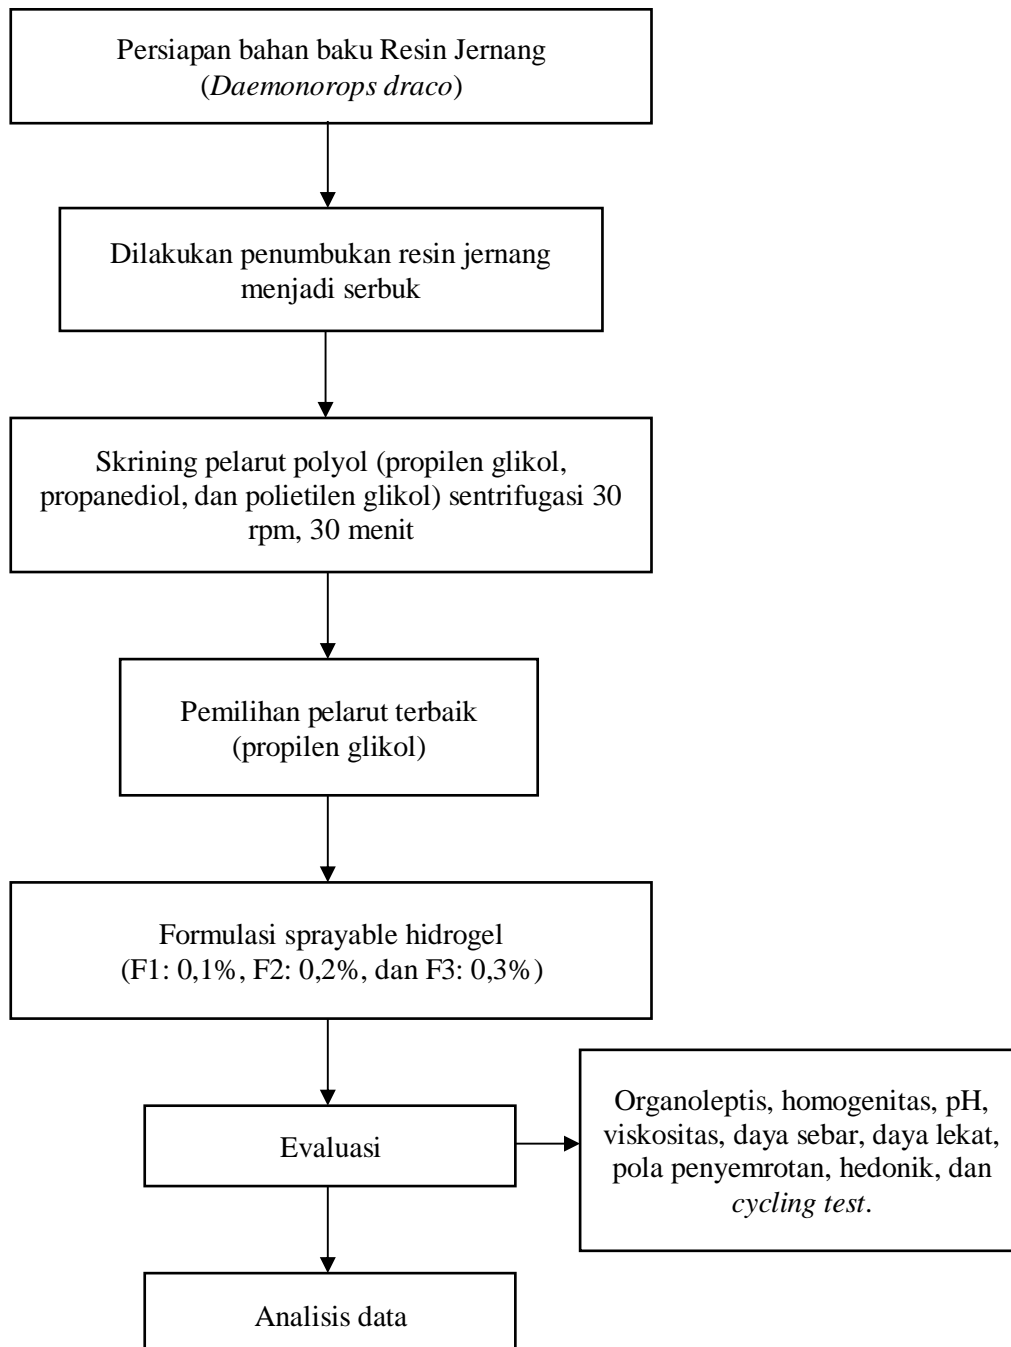 Persiapan bahan baku Resin Jernang
(Daemonorops draco)
Dilakukan penumbukan resin jernang
menjadi serbuk
Skrining pelarut polyol (propilen glikol,
propanediol, dan polietilen glikol) sentrifugasi 30
rpm, 30 menit
Pemilihan pelarut terbaik
(propilen glikol)
Formulasi sprayable hidrogel
(F1: 0,1%, F2: 0,2%, dan F3: 0,3%)
Evaluasi
Organoleptis, homogenitas, pH,
viskositas, daya sebar, daya lekat,
pola penyemrotan, hedonik, dan
cycling test.
Analisis data